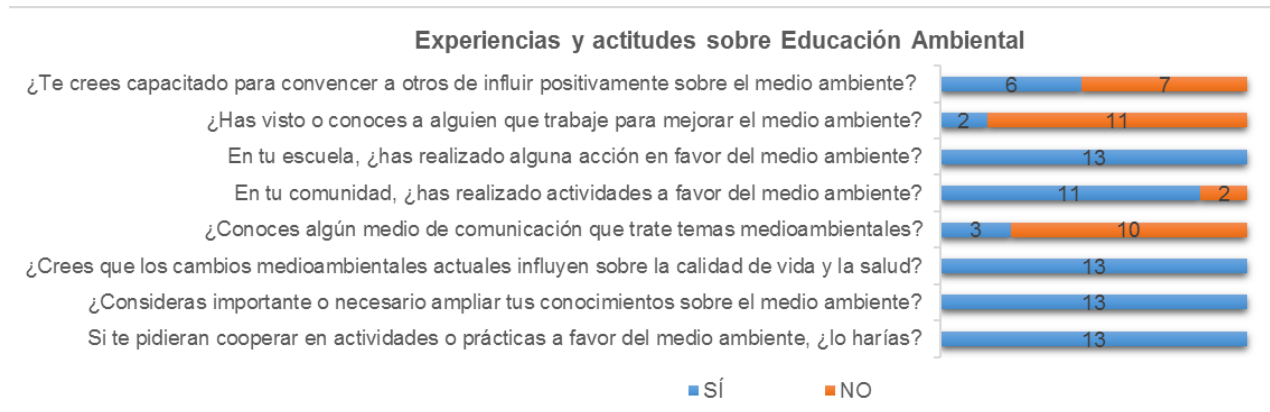 Experiencias y actitudes sobre Educación Ambiental
¿Te crees capacitado para convencer a otros de influir positivamente sobre el medio ambiente? 6 7
¿Has visto o conoces a alguien que trabaje para mejorar el medio ambiente? 2 11
En tu escuela, ¿has realizado alguna acción en favor del medio ambiente? 13
En tu comunidad, ¿has realizado actividades a favor del medio ambiente? 11 2
¿Conoces algún medio de comunicación que trate temas medioambientales? 3 10
¿Crees que los cambios medioambientales actuales influyen sobre la calidad de vida y la salud? 13
¿Consideras importante o necesario ampliar tus conocimientos sobre el medio ambiente? 13
Si te pidieran cooperar en actividades o prácticas a favor del medio ambiente, ¿lo harías? 13
SÍ NO